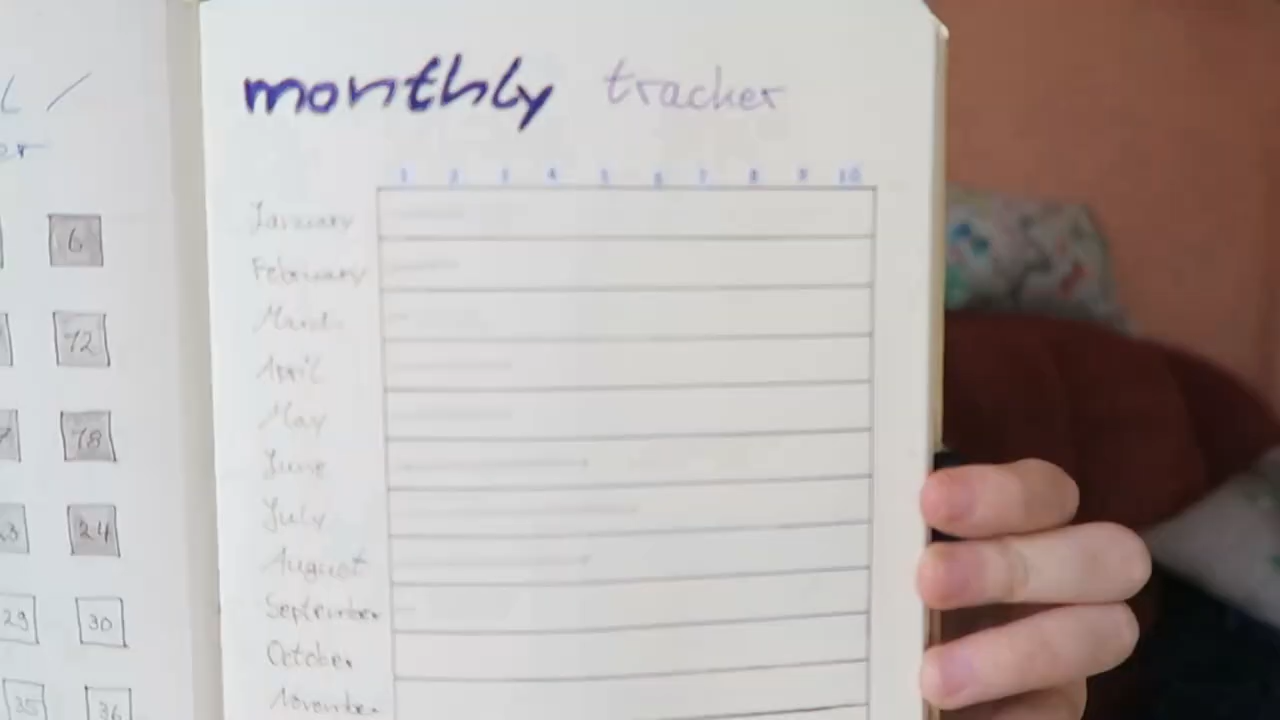 monthly tracker
1 2 3 4 5 6 7 8 9 10
January
February
March
April
May
June
July
August
September
October
November
6
12
18
24
29 30
35 36